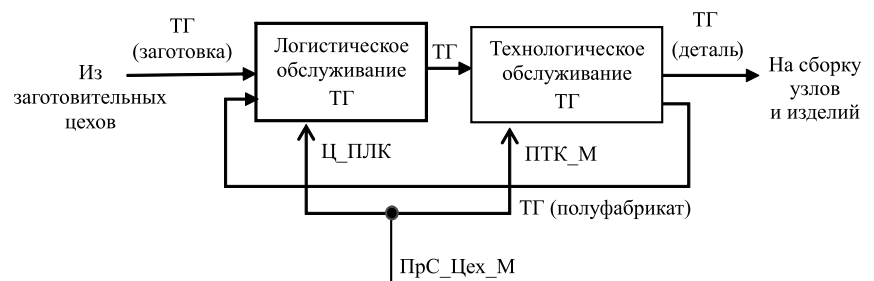 ТГ
(заготовка)
Из
заготовительных
цехов
Логистическое
обслуживание
ТГ
ТГ
Технологическое
обслуживание
ТГ
ТГ
(деталь)
На сборку
узлов
и изделий
Ц_ПЛК
ПТК_М
ТГ (полуфабрикат)
ПрС_Цех_М